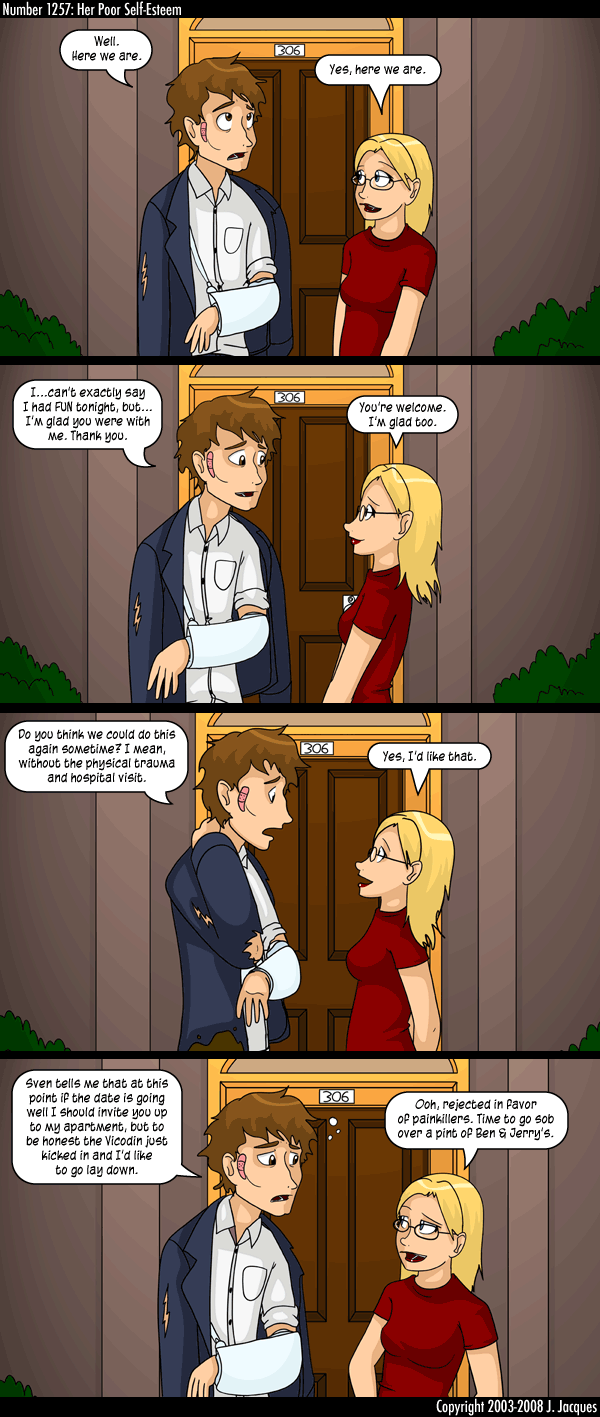 Number 1257: Her Poor Self-Esteem
306
Well.
Here we are.
Yes, here we are.
306
I...can't exactly say
I had FUN tonight, but...
I'm glad you were with
me. Thank you.
You're welcome.
I'm glad too.
306
Do you think we could do this
again sometime? I mean,
without the physical trauma
and hospital visit.
Yes, I'd like that.
306
Sven tells me that at this
point if the date is going
well I should invite you up
to my apartment, but to
be honest the Vicodin just
kicked in and I'd like
to go lay down.
Ooh, rejected in favor
of painkillers. Time to go sob
over a pint of Ben & Jerry's.
Copyright 2003-2008 J. Jacques